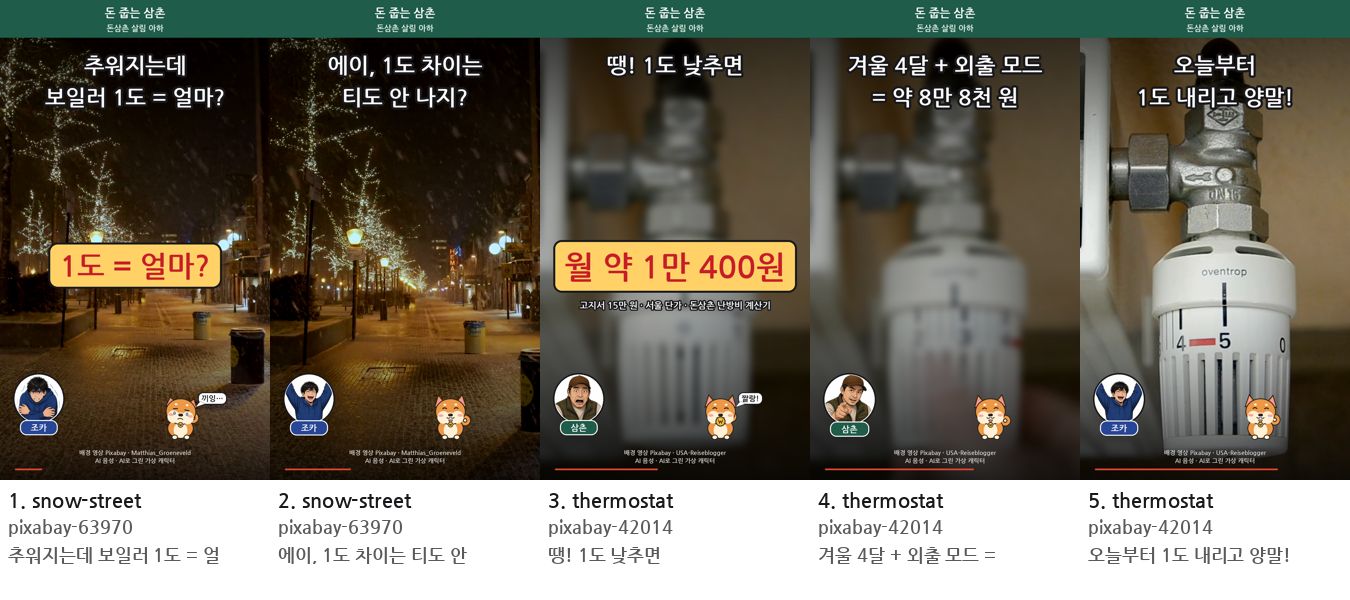 돈 줍는 삼촌
돈삼촌 살림 아하
추워지는데
보일러 1도 = 얼마?
1도 = 얼마?
끼잉…
조카
배경 영상 Pixabay · Matthias_Groeneveld
AI 음성 · AI로 그린 가상 캐릭터
1. snow-street
pixabay-63970
추워지는데 보일러 1도 = 얼
돈 줍는 삼촌
돈삼촌 살림 아하
에이, 1도 차이는
티도 안 나지?
조카
배경 영상 Pixabay · Matthias_Groeneveld
AI 음성 · AI로 그린 가상 캐릭터
2. snow-street
pixabay-63970
에이, 1도 차이는 티도 안
돈 줍는 삼촌
돈삼촌 살림 아하
땡! 1도 낮추면
월 약 1만 400원
고지서 15만 원 · 서울 단가 · 돈삼촌 난방비 계산기
짤랑!
삼촌
배경 영상 Pixabay · USA-Reiseblogger
AI 음성 · AI로 그린 가상 캐릭터
3. thermostat
pixabay-42014
땡! 1도 낮추면
돈 줍는 삼촌
돈삼촌 살림 아하
겨울 4달 + 외출 모드
= 약 8만 8천 원
삼촌
배경 영상 Pixabay · USA-Reiseblogger
AI 음성 · AI로 그린 가상 캐릭터
4. thermostat
pixabay-42014
겨울 4달 + 외출 모드 =
돈 줍는 삼촌
돈삼촌 살림 아하
오늘부터
1도 내리고 양말!
DN 15
oventrop
4 5 0
조카
배경 영상 Pixabay · USA-Reiseblogger
AI 음성 · AI로 그린 가상 캐릭터
5. thermostat
pixabay-42014
오늘부터 1도 내리고 양말!